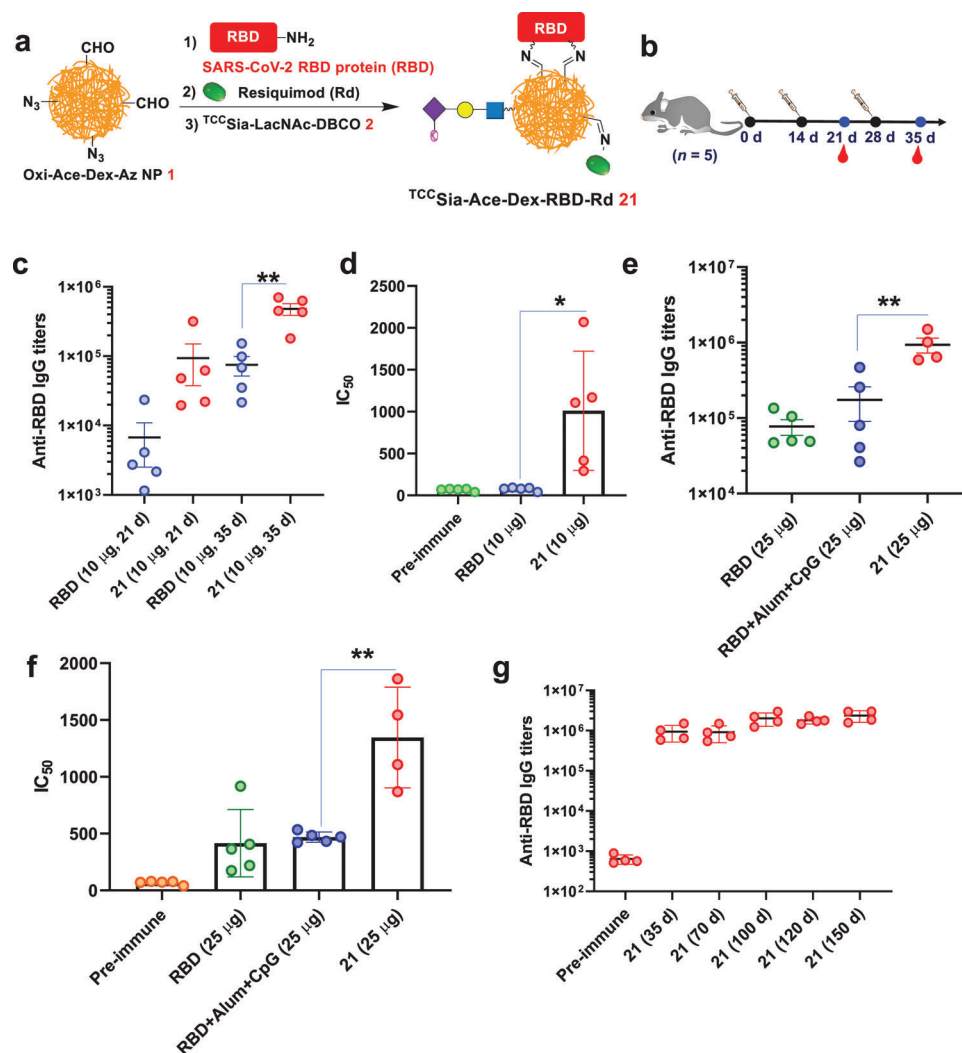 a
CHO
N3
CHO
N3
Oxi-Ace-Dex-Az NP 1
1) RBD NH2
SARS-CoV-2 RBD protein (RBD)
2) Resiquimod (Rd)
3) TCCSia-LacNAc-DBCO 2
RBD
N N
N
TCCSia-Ace-Dex-RBD-Rd 21
b
(n = 5)
0 d 14 d 21 d 28 d 35 d
c
Anti-RBD IgG titers
1×10^6
1×10^5
1×10^4
1×10^3
**
RBD (10 μg, 21 d)
21 (10 μg, 21 d)
RBD (10 μg, 35 d)
21 (10 μg, 35 d)
d
IC50
2500
2000
1500
1000
500
0
*
Pre-immune
RBD (10 μg)
21 (10 μg)
e
Anti-RBD IgG titers
1×10^7
1×10^6
1×10^5
1×10^4
**
RBD (25 μg)
RBD+Alum+CpG (25 μg)
21 (25 μg)
f
IC50
2000
1500
1000
500
0
**
Pre-immune
RBD (25 μg)
RBD+Alum+CpG (25 μg)
21 (25 μg)
g
Anti-RBD IgG titers
1×10^7
1×10^6
1×10^5
1×10^4
1×10^3
1×10^2
Pre-immune
21 (35 d)
21 (70 d)
21 (100 d)
21 (120 d)
21 (150 d)